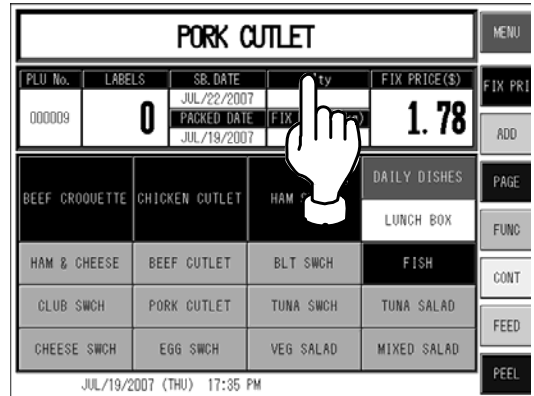 PORK CUTLET
MENU
PLU No. LABELS SB. DATE FIX PRICE($)
FIX PRI
JUL/22/2007
000009 0 PACKED DATE FIX 1.78
JUL/19/2007
ADD
BEEF CROQUETTE CHICKEN CUTLET HAM DAILY DISHES
PAGE
LUNCH BOX
FUNC
HAM & CHEESE BEEF CUTLET BLT SWCH FISH
CONT
CLUB SWCH PORK CUTLET TUNA SWCH TUNA SALAD
FEED
CHEESE SWCH EGG SWCH VEG SALAD MIXED SALAD
PEEL
JUL/19/2007 (THU) 17:35 PM